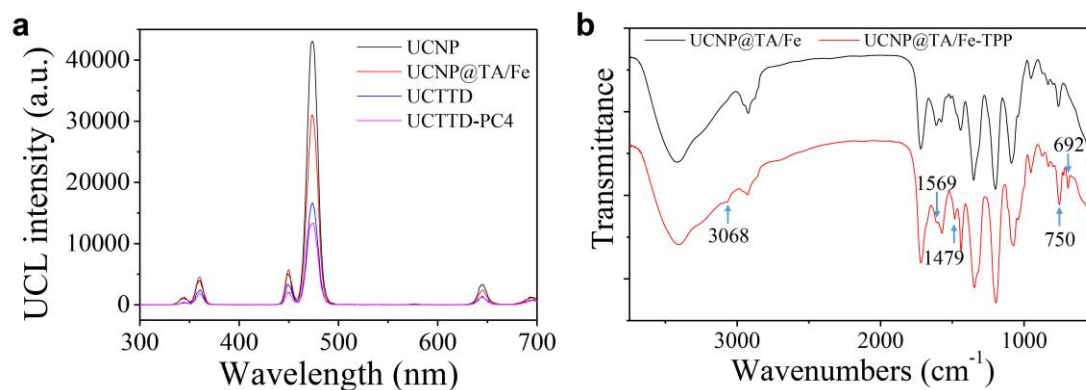 a
UCL intensity (a.u.)
40000
30000
20000
10000
0
300 400 500 600 700
Wavelength (nm)
UCNP
UCNP@TA/Fe
UCTTD
UCTTD-PC4
b
Transmittance
UCNP@TA/Fe UCNP@TA/Fe-TPP
3068
1569
1479
692
750
3000 2000 1000
Wavenumbers (cm⁻¹)